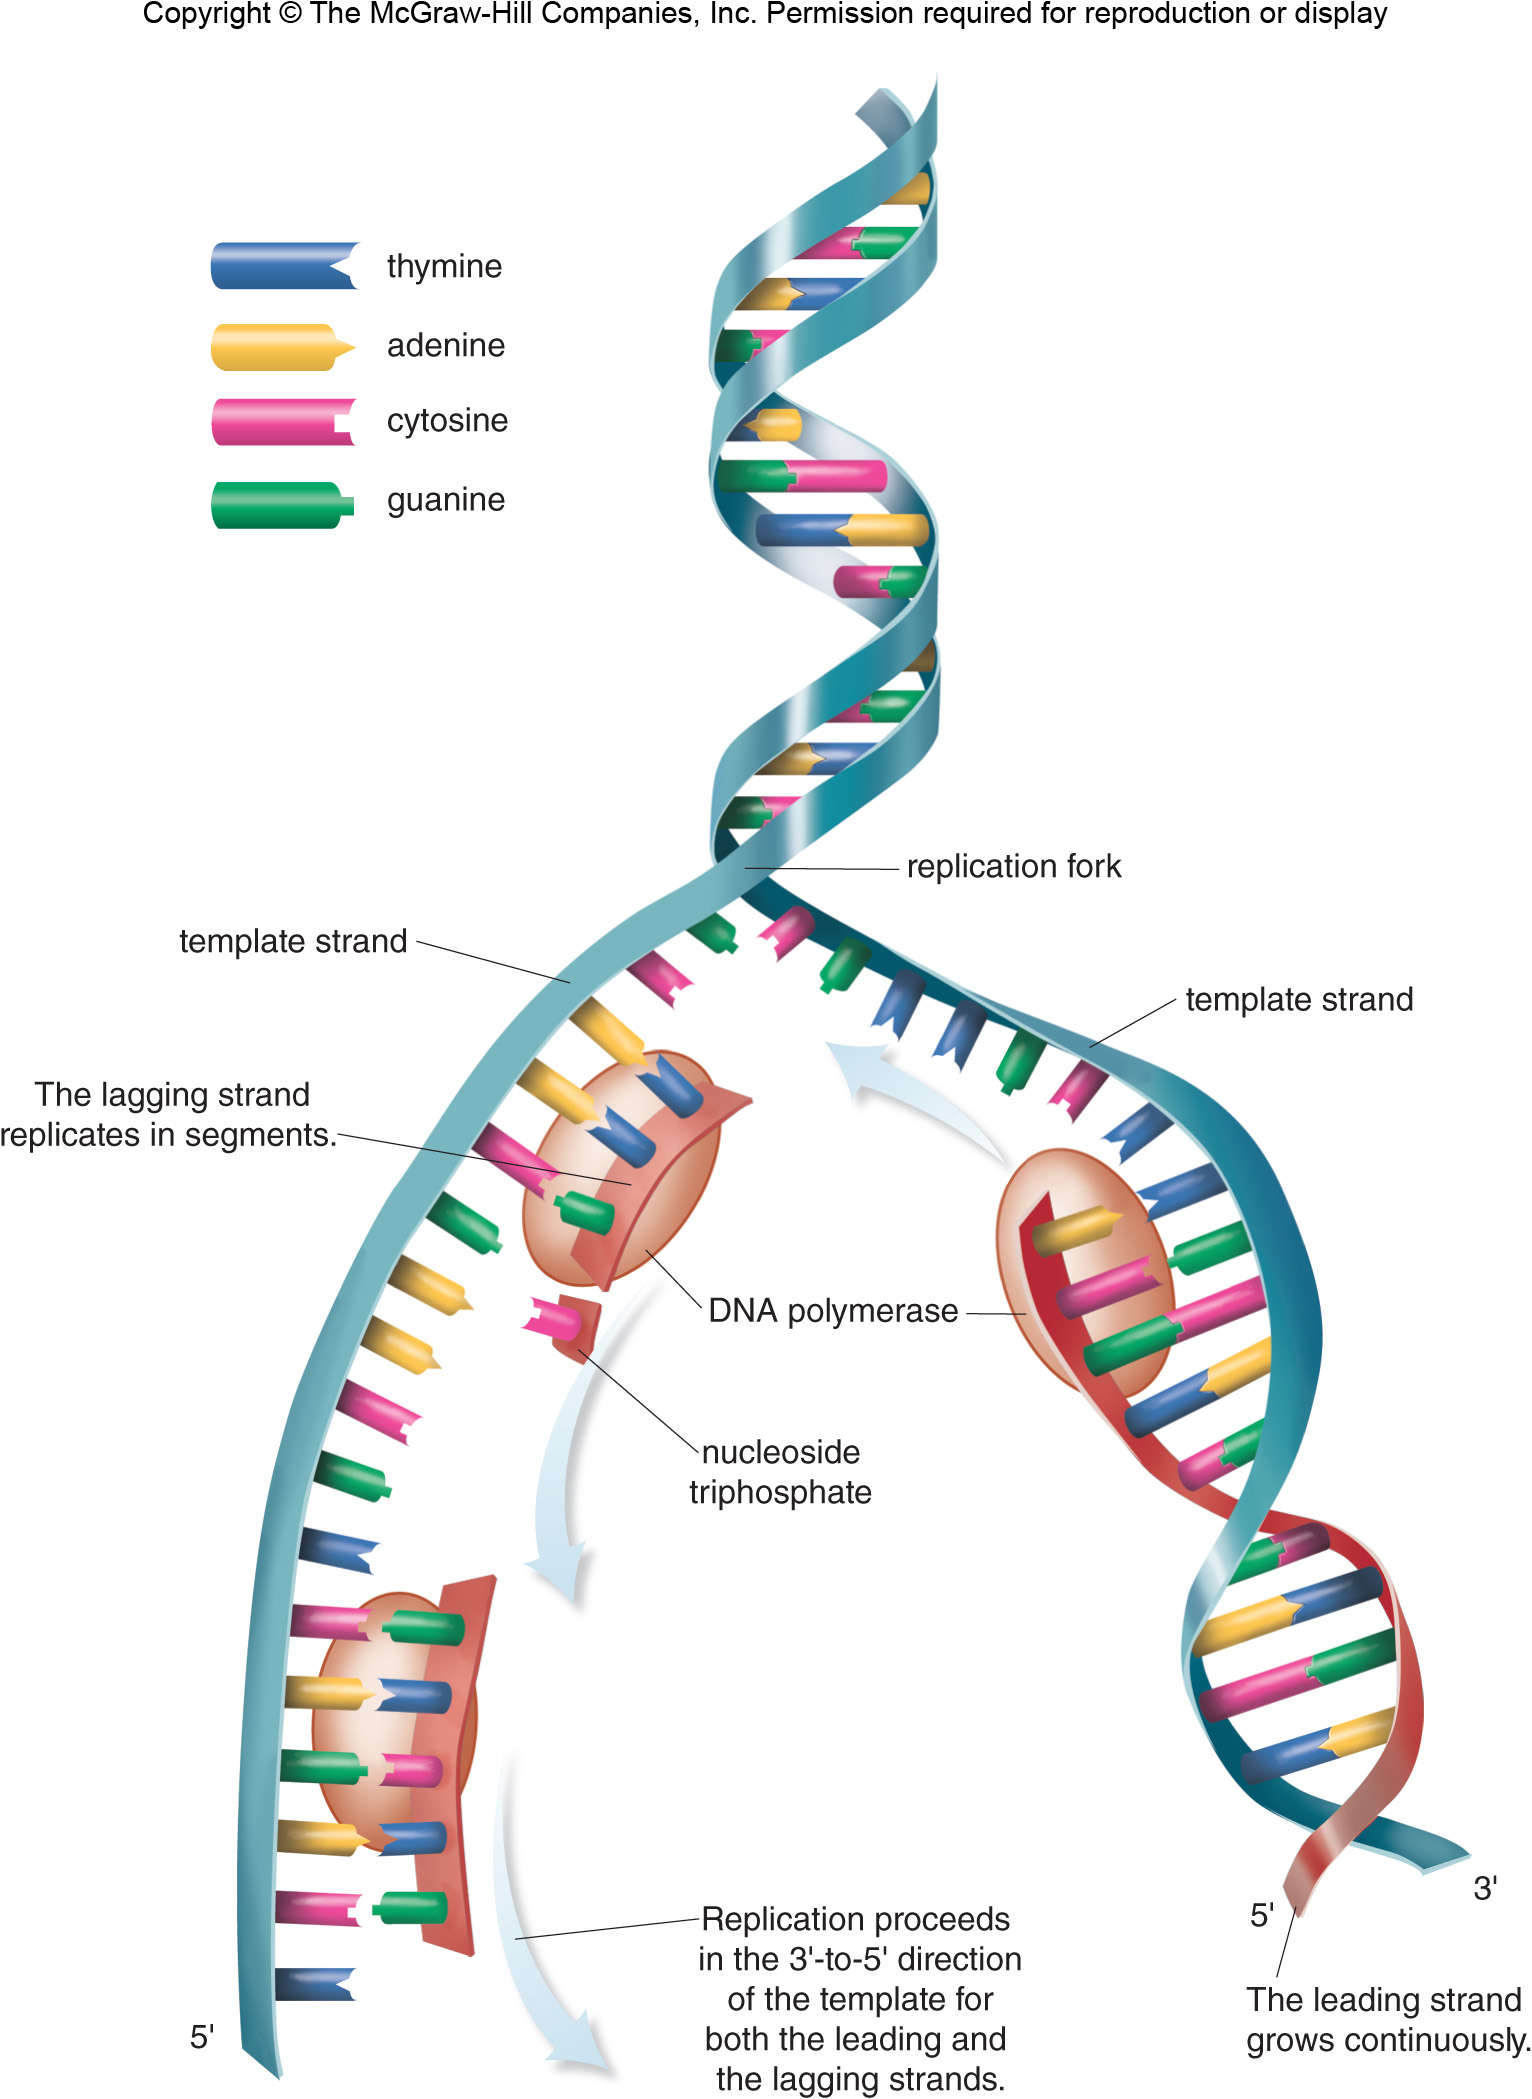 Copyright © The McGraw-Hill Companies, Inc. Permission required for reproduction or display
thymine
adenine
cytosine
guanine
replication fork
template strand
template strand
The lagging strand
replicates in segments.
DNA polymerase
nucleoside
triphosphate
Replication proceeds
in the 3'-to-5' direction
of the template for
both the leading and
the lagging strands.
3'
5'
The leading strand
grows continuously.
5'